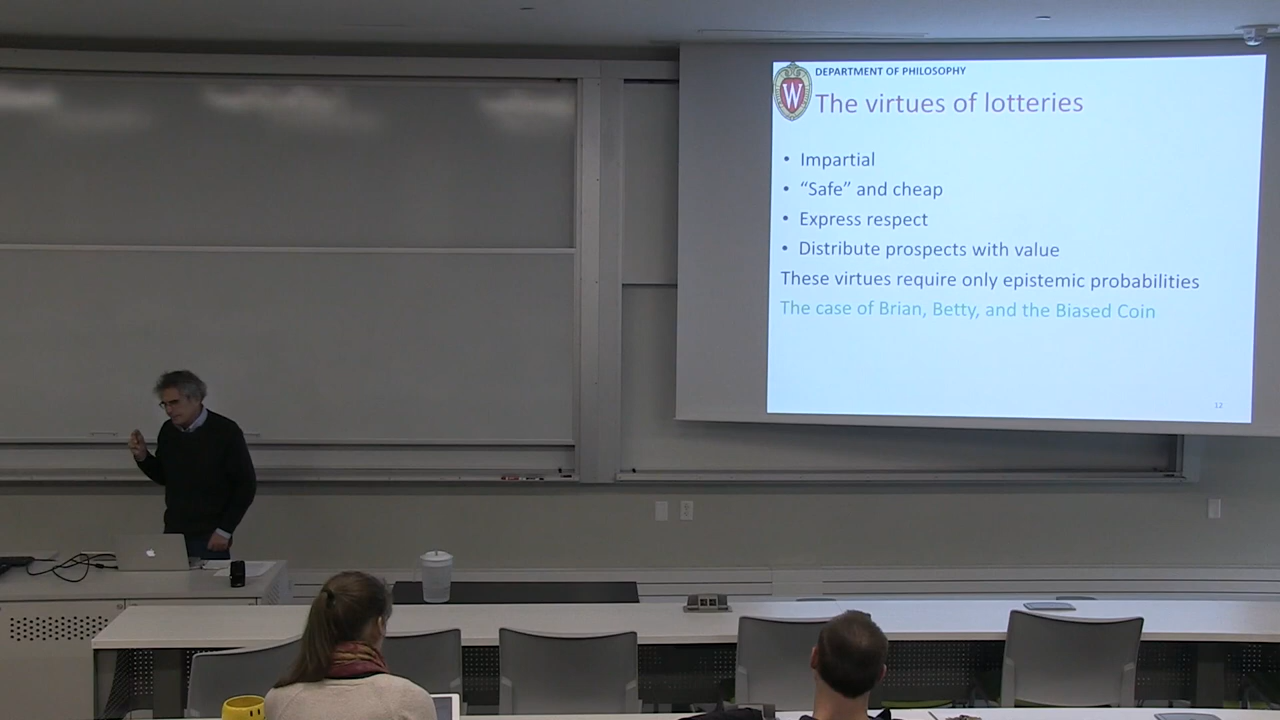 DEPARTMENT OF PHILOSOPHY
W
The virtues of lotteries
• Impartial
• “Safe” and cheap
• Express respect
• Distribute prospects with value
These virtues require only epistemic probabilities
The case of Brian, Betty, and the Biased Coin
12